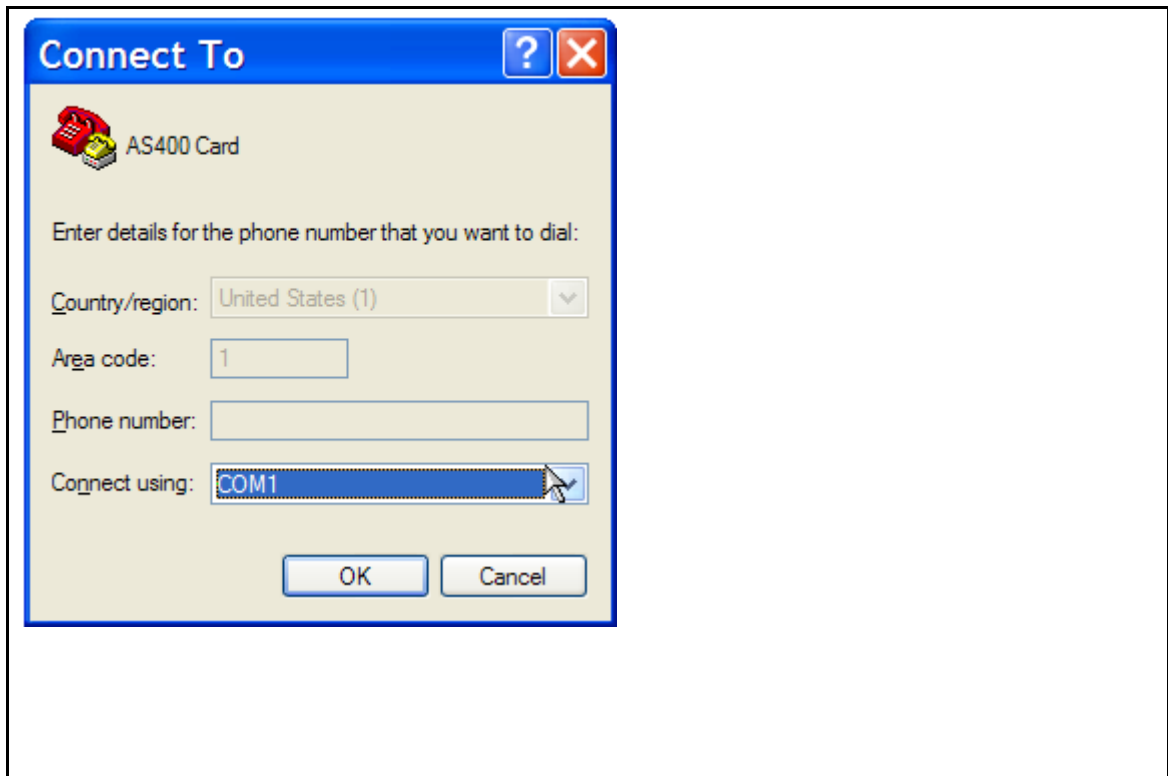 Connect To
AS400 Card
Enter details for the phone number that you want to dial:
Country/region: United States (1)
Area code: 1
Phone number:
Connect using: COM1
OK Cancel